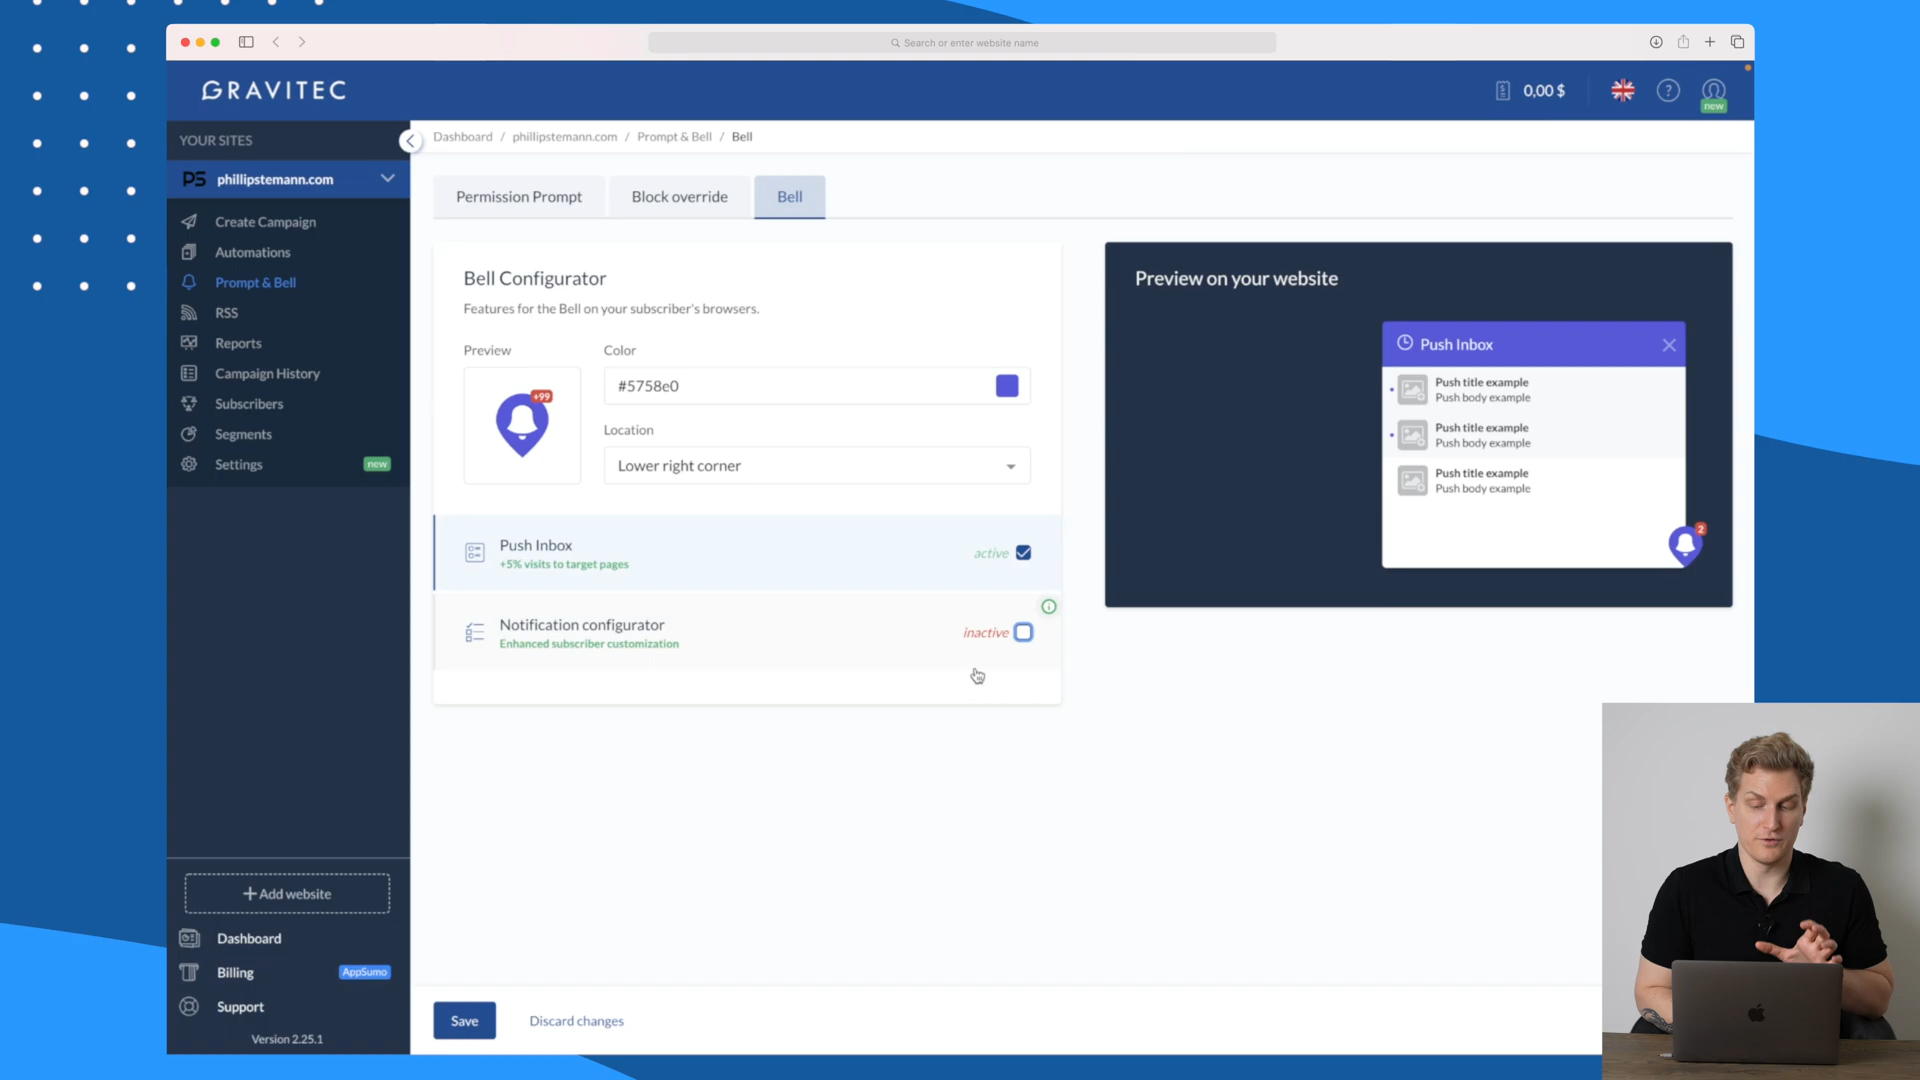 Search or enter website name
GRAVITEC
0,00 $
new
YOUR SITES
PS phillipstemann.com
Create Campaign
Automations
Prompt & Bell
RSS
Reports
Campaign History
Subscribers
Segments
Settings new
Add website
Dashboard
Billing AppSumo
Support
Version 2.25.1
Dashboard / phillipstemann.com / Prompt & Bell / Bell
Permission Prompt Block override Bell
Bell Configurator
Features for the Bell on your subscriber's browsers.
Preview Color
+99
#5758e0
Location
Lower right corner
Push Inbox
+5% visits to target pages
active
Notification configurator
Enhanced subscriber customization
inactive
Save Discard changes
Preview on your website
Push Inbox
Push title example
Push body example
Push title example
Push body example
Push title example
Push body example
2